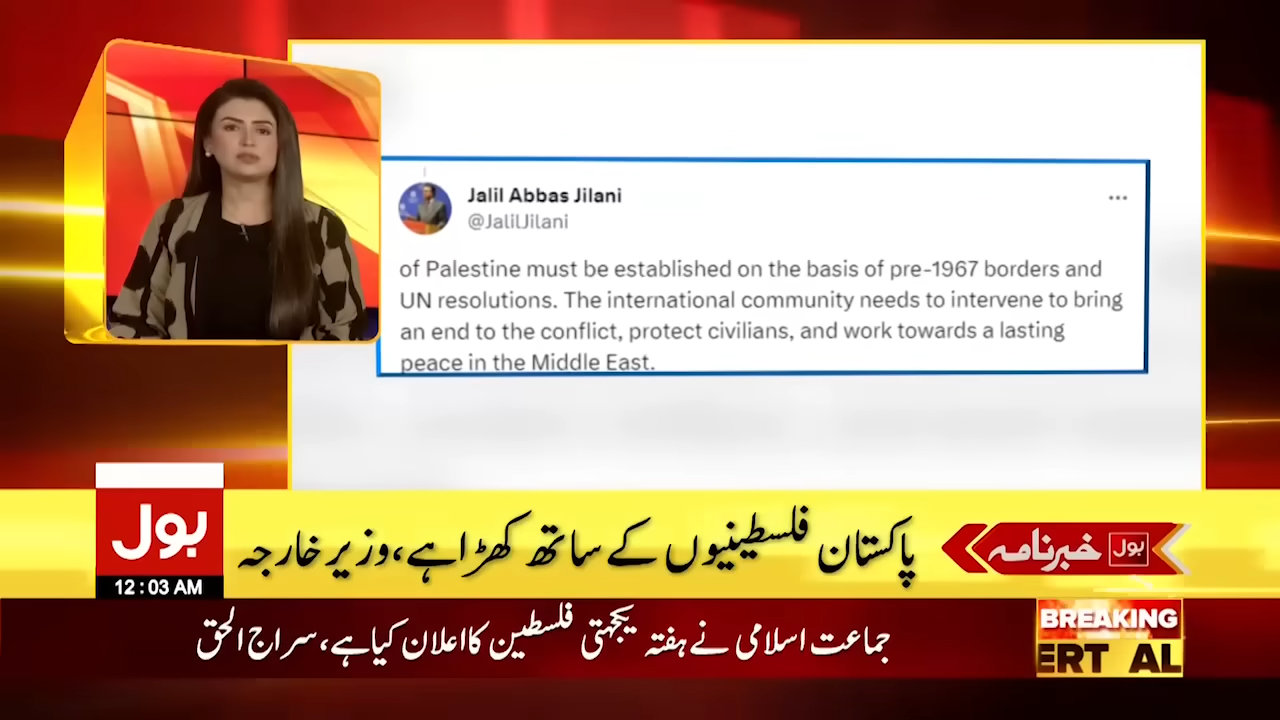 Jalil Abbas Jilani
@JalilJilani
of Palestine must be established on the basis of pre-1967 borders and
UN resolutions. The international community needs to intervene to bring
an end to the conflict, protect civilians, and work towards a lasting
peace in the Middle East.
بول خبرنامہ
پاکستان فلسطینیوں کے ساتھ کھڑا ہے، وزیر خارجہ
بول
12:03 AM
BREAKING
ERT AL
جماعت اسلامی نے ہفتہ یکجہتی فلسطین کا اعلان کیا ہے، سراج الحق